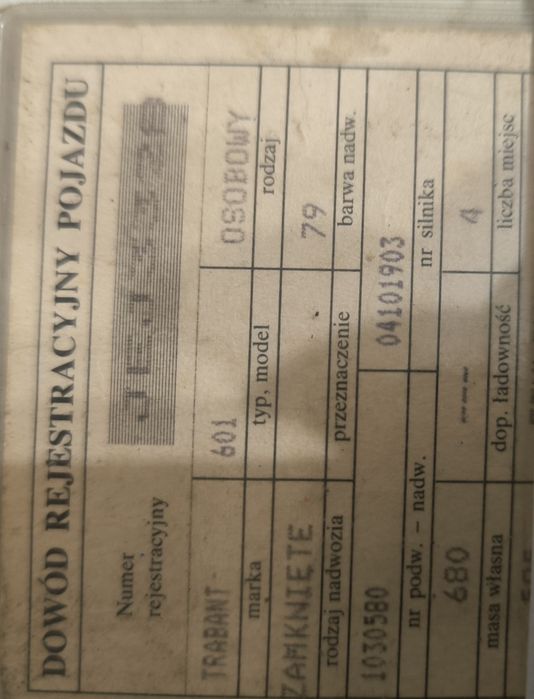 DOWÓD REJESTRACYJNY POJAZDU
Numer
rejestracyjny
TRABANT 601 OSOBOWY
marka typ, model rodzaj
ZAMKNIĘTE 79
rodzaj nadwozia przeznaczenie barwa nadw.
1030580 04101903
nr podw. – nadw. nr silnika
680 --- 4
masa własna dop. ładowność liczba miejsc